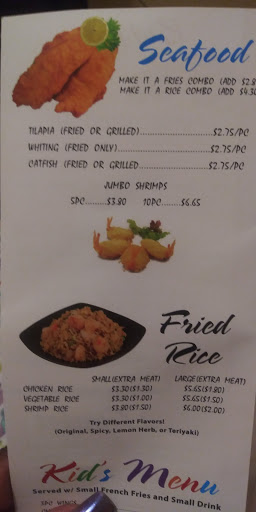 Seafood
MAKE IT A FRIES COMBO (ADD $2.8
MAKE IT A RICE COMBO (ADD $4.30
TILAPIA (FRIED OR GRILLED)..............................$2.75/PC
WHITING (FRIED ONLY)......................................$2.75/PC
CATFISH (FRIED OR GRILLED................................$2.75/PC
JUMBO SHRIMPS
5PC..........$3.80 10PC.........$6.65
Fried
Rice
SMALL(EXTRA MEAT) LARGE(EXTRA MEAT)
CHICKEN RICE $3.30($1.30) $5.65($1.80)
VEGETABLE RICE $3.30($1.00) $5.65($1.50)
SHRIMP RICE $3.80($1.50) $6.00($2.00)
Try Different Flavors!
(Original, Spicy, Lemon Herb, or Teriyaki)
Kid's Menu
Served w/ Small French Fries and Small Drink
3PC WINGS